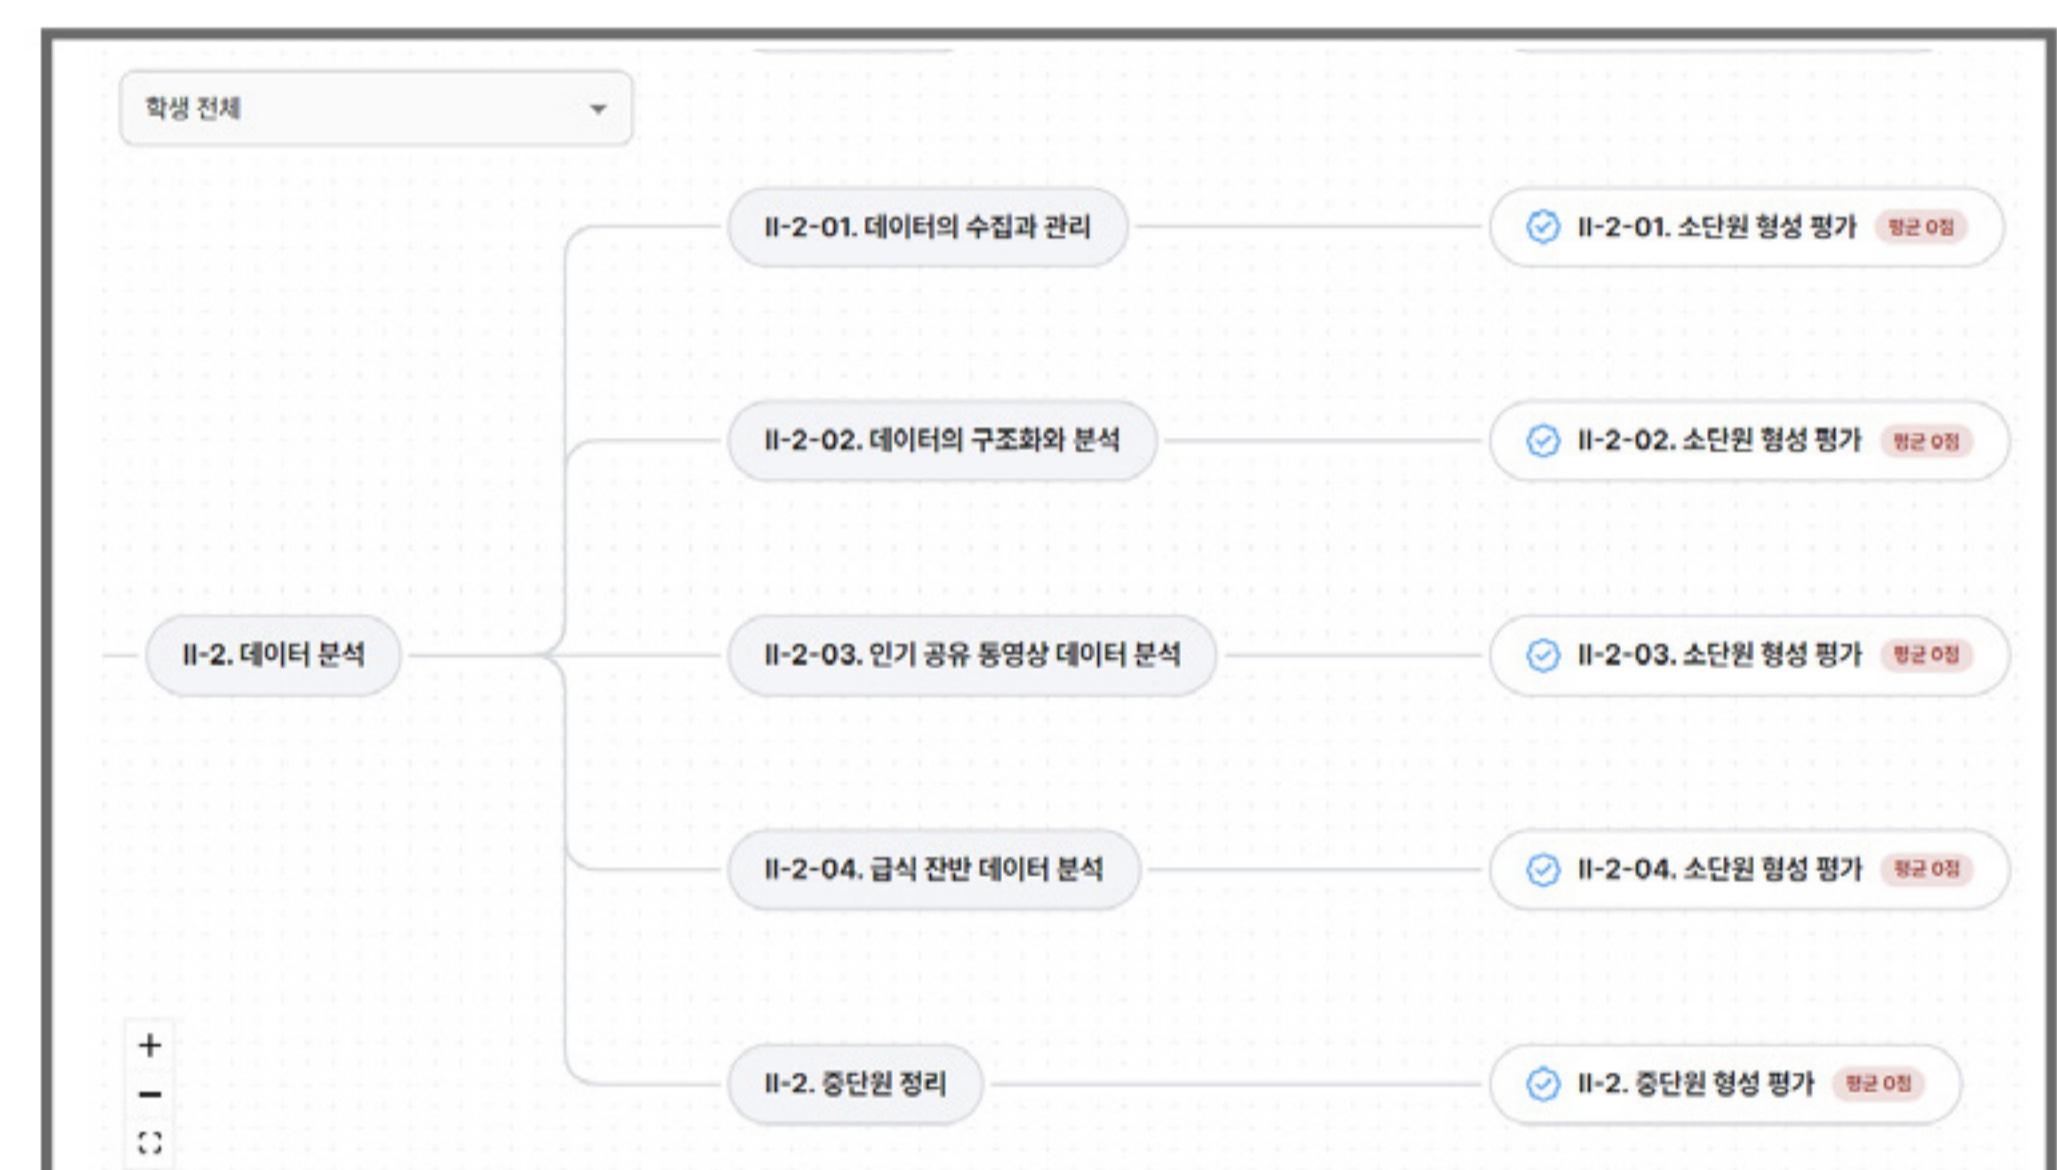 학생 전체
II-2-01. 데이터의 수집과 관리
II-2-01. 소단원 형성 평가 평균 0점
II-2-02. 데이터의 구조화와 분석
II-2-02. 소단원 형성 평가 평균 0점
II-2. 데이터 분석
II-2-03. 인기 공유 동영상 데이터 분석
II-2-03. 소단원 형성 평가 평균 0점
II-2-04. 급식 잔반 데이터 분석
II-2-04. 소단원 형성 평가 평균 0점
II-2. 중단원 정리
II-2. 중단원 형성 평가 평균 0점